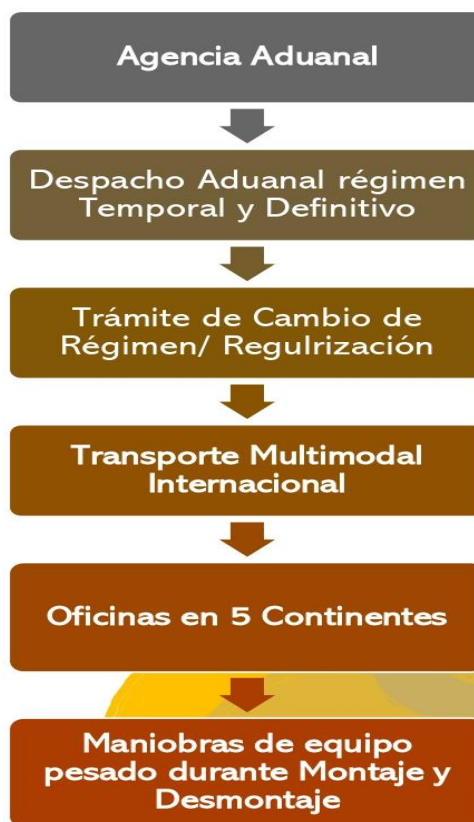 Agencia Aduanal
Despacho Aduanal régimen
Temporal y Definitivo
Trámite de Cambio de
Régimen/ Regulrización
Transporte Multimodal
Internacional
Oficinas en 5 Continentes
Maniobras de equipo
pesado durante Montaje y
Desmontaje